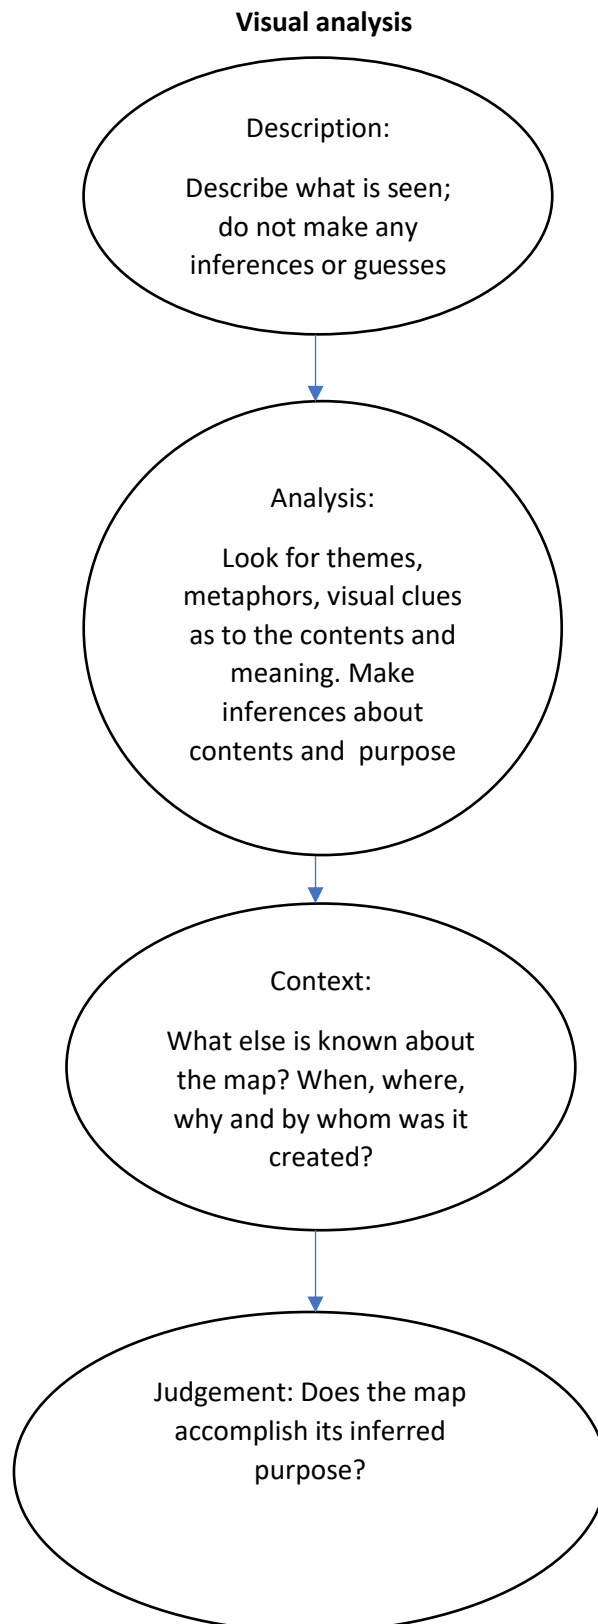 Visual analysis
Description:
Describe what is seen;
do not make any
inferences or guesses
Analysis:
Look for themes,
metaphors, visual clues
as to the contents and
meaning. Make
inferences about
contents and  purpose
Context:
What else is known about
the map? When, where,
why and by whom was it
created?
Judgement: Does the map
accomplish its inferred
purpose?